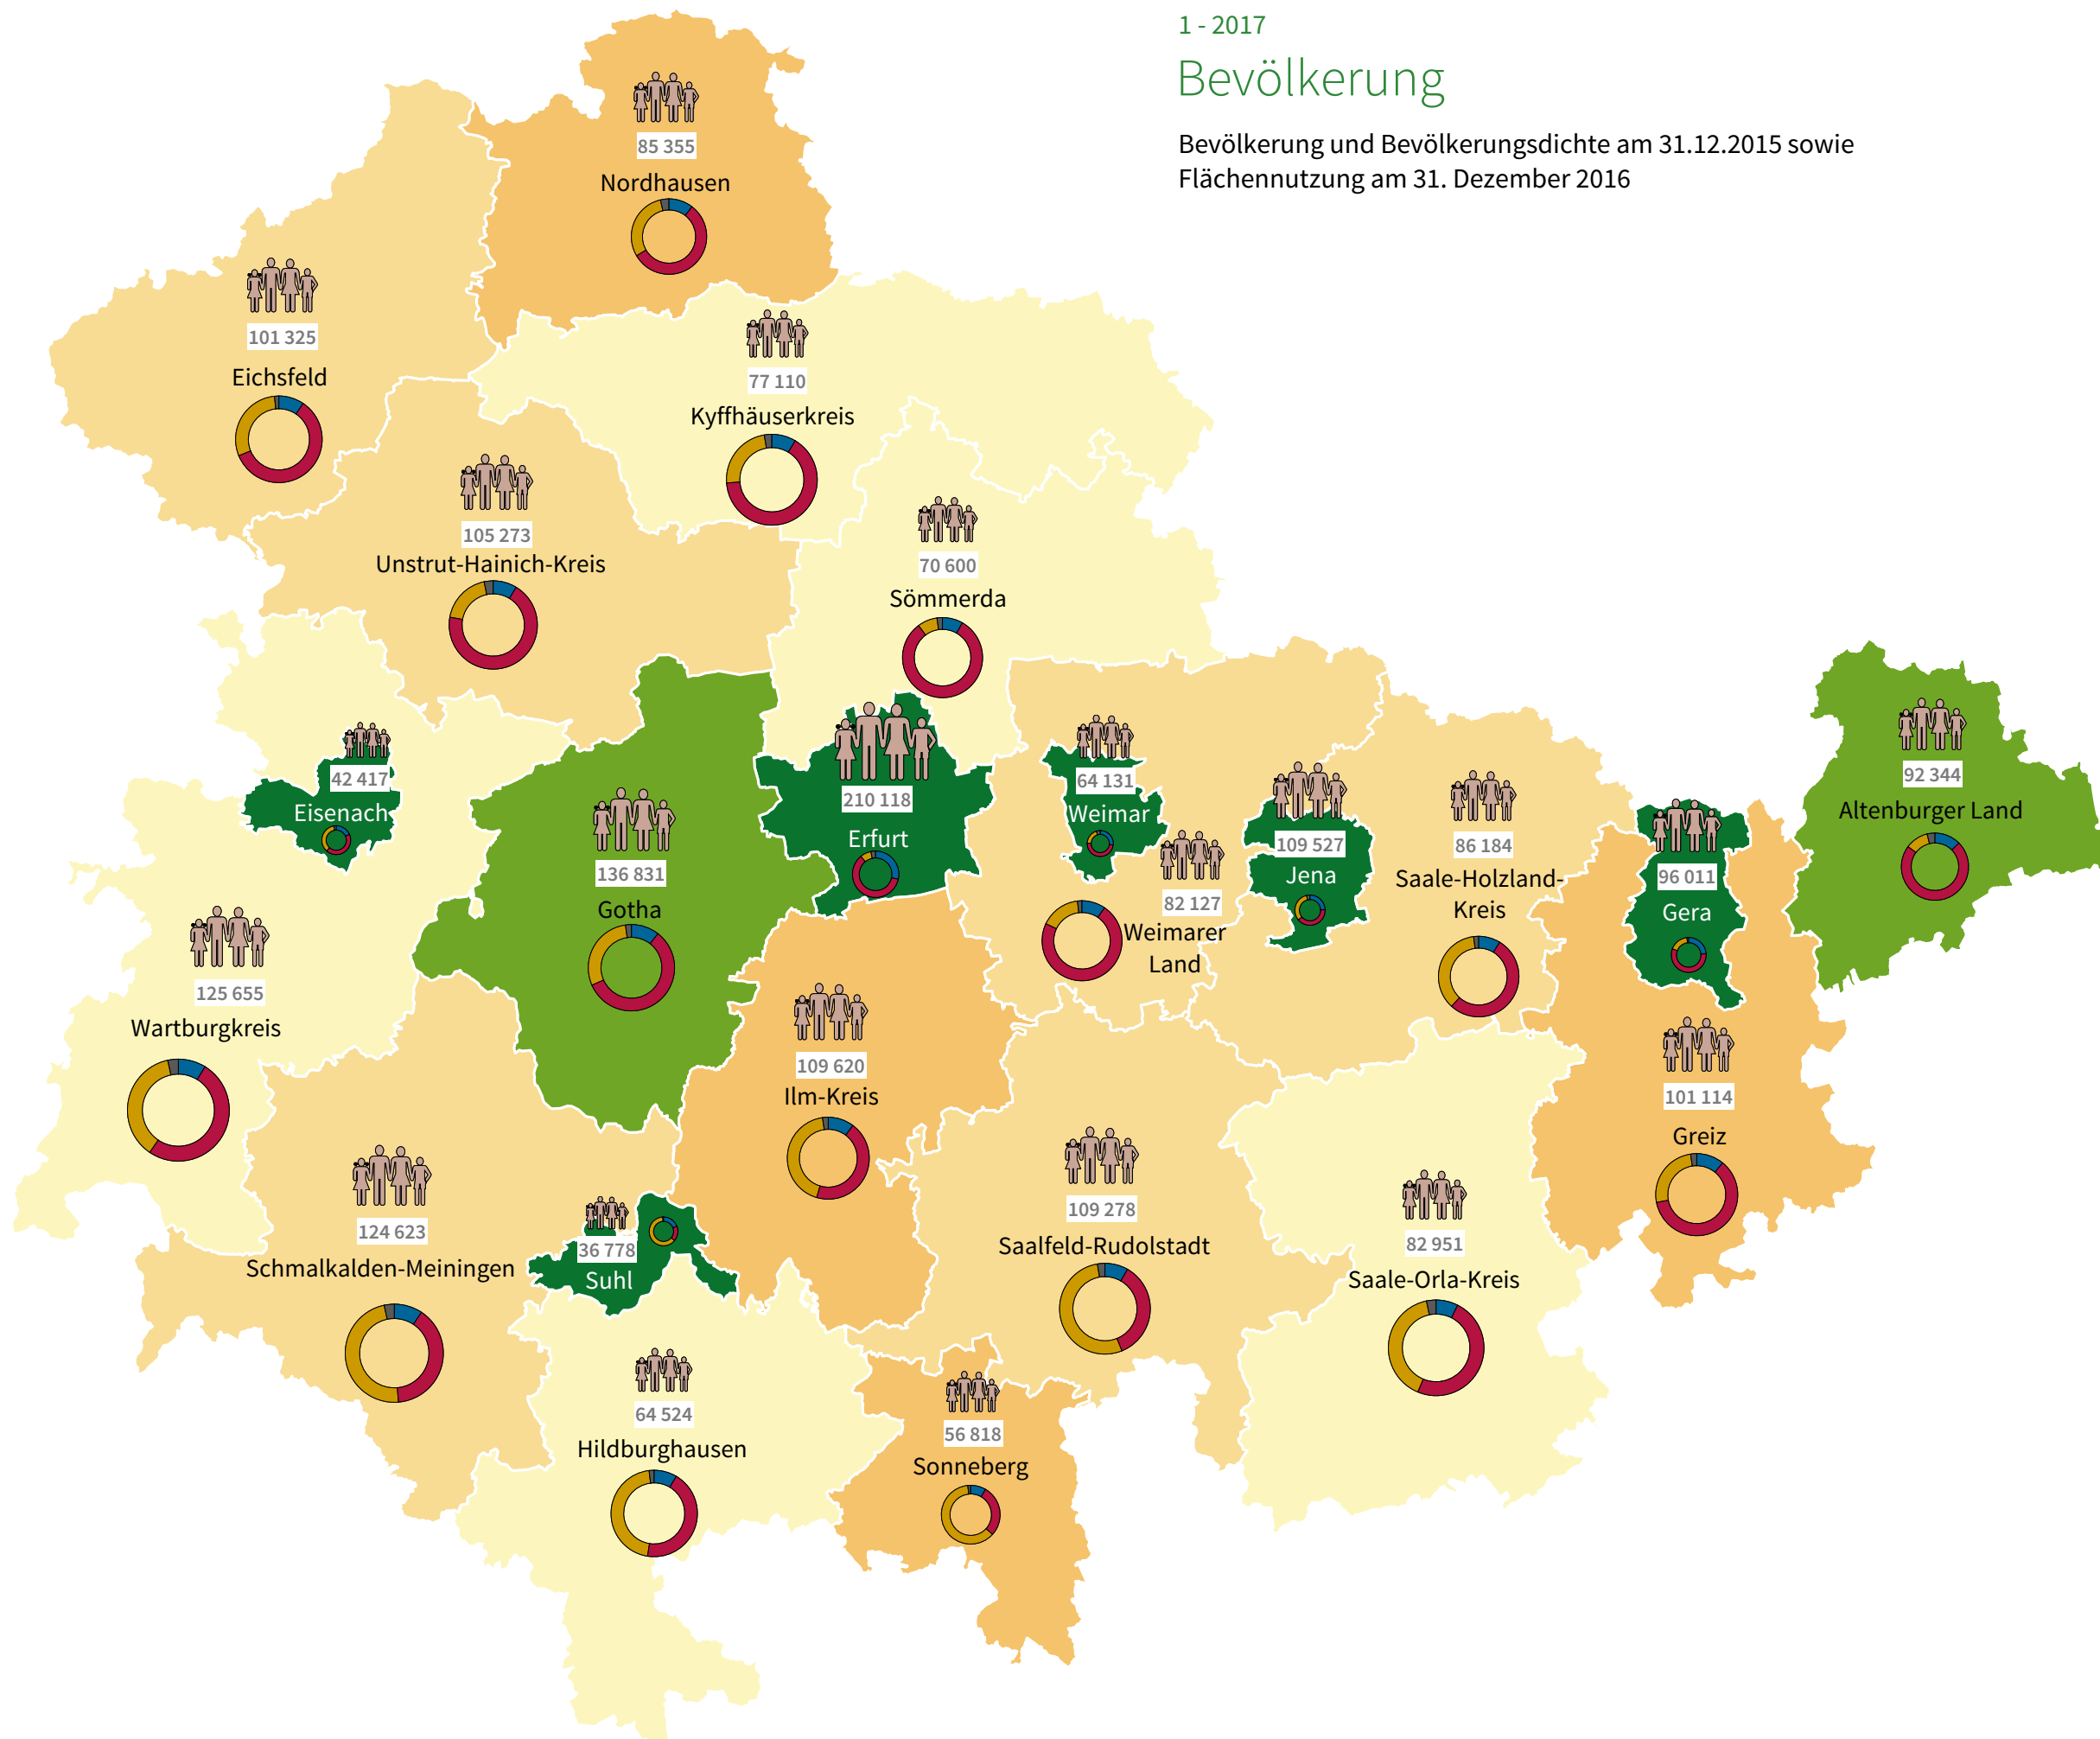 1 - 2017
Bevölkerung
Bevölkerung und Bevölkerungsdichte am 31.12.2015 sowie
Flächennutzung am 31. Dezember 2016
85 355
Nordhausen
101 325
Eichsfeld
77 110
Kyffhäuserkreis
105 273
Unstrut-Hainich-Kreis
70 600
Sömmerda
42 417
Eisenach
136 831
Gotha
210 118
Erfurt
64 131
Weimar
82 127
Weimarer
Land
109 527
Jena
86 184
Saale-Holzland-
Kreis
96 011
Gera
92 344
Altenburger Land
125 655
Wartburgkreis
109 620
Ilm-Kreis
101 114
Greiz
124 623
Schmalkalden-Meiningen
36 778
Suhl
109 278
Saalfeld-Rudolstadt
82 951
Saale-Orla-Kreis
64 524
Hildburghausen
56 818
Sonneberg